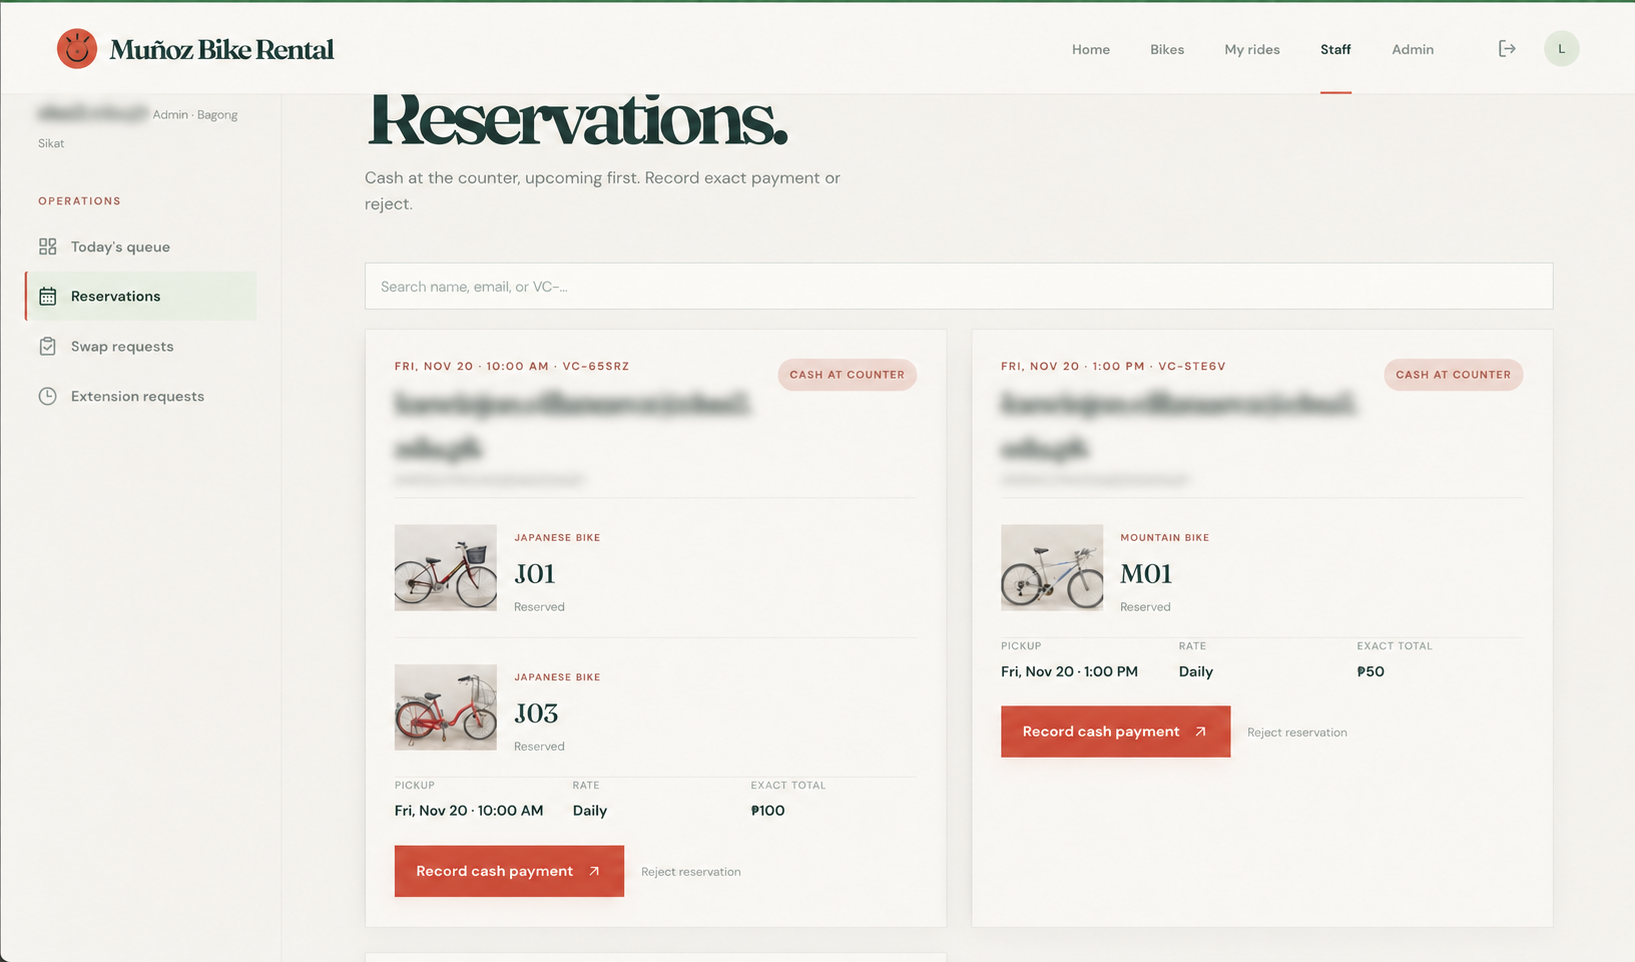 Muñoz Bike Rental
Home
Bikes
My rides
Staff
Admin
L
Admin · Bagong
Sikat
OPERATIONS
Today's queue
Reservations
Swap requests
Extension requests
Reservations.
Cash at the counter, upcoming first. Record exact payment or
reject.
Search name, email, or VC-...
FRI, NOV 20 · 10:00 AM · VC-65SRZ
CASH AT COUNTER
JAPANESE BIKE
J01
Reserved
JAPANESE BIKE
J03
Reserved
PICKUP
RATE
EXACT TOTAL
Fri, Nov 20 · 10:00 AM
Daily
₱100
Record cash payment
Reject reservation
FRI, NOV 20 · 1:00 PM · VC-STE6V
CASH AT COUNTER
MOUNTAIN BIKE
M01
Reserved
PICKUP
RATE
EXACT TOTAL
Fri, Nov 20 · 1:00 PM
Daily
₱50
Record cash payment
Reject reservation